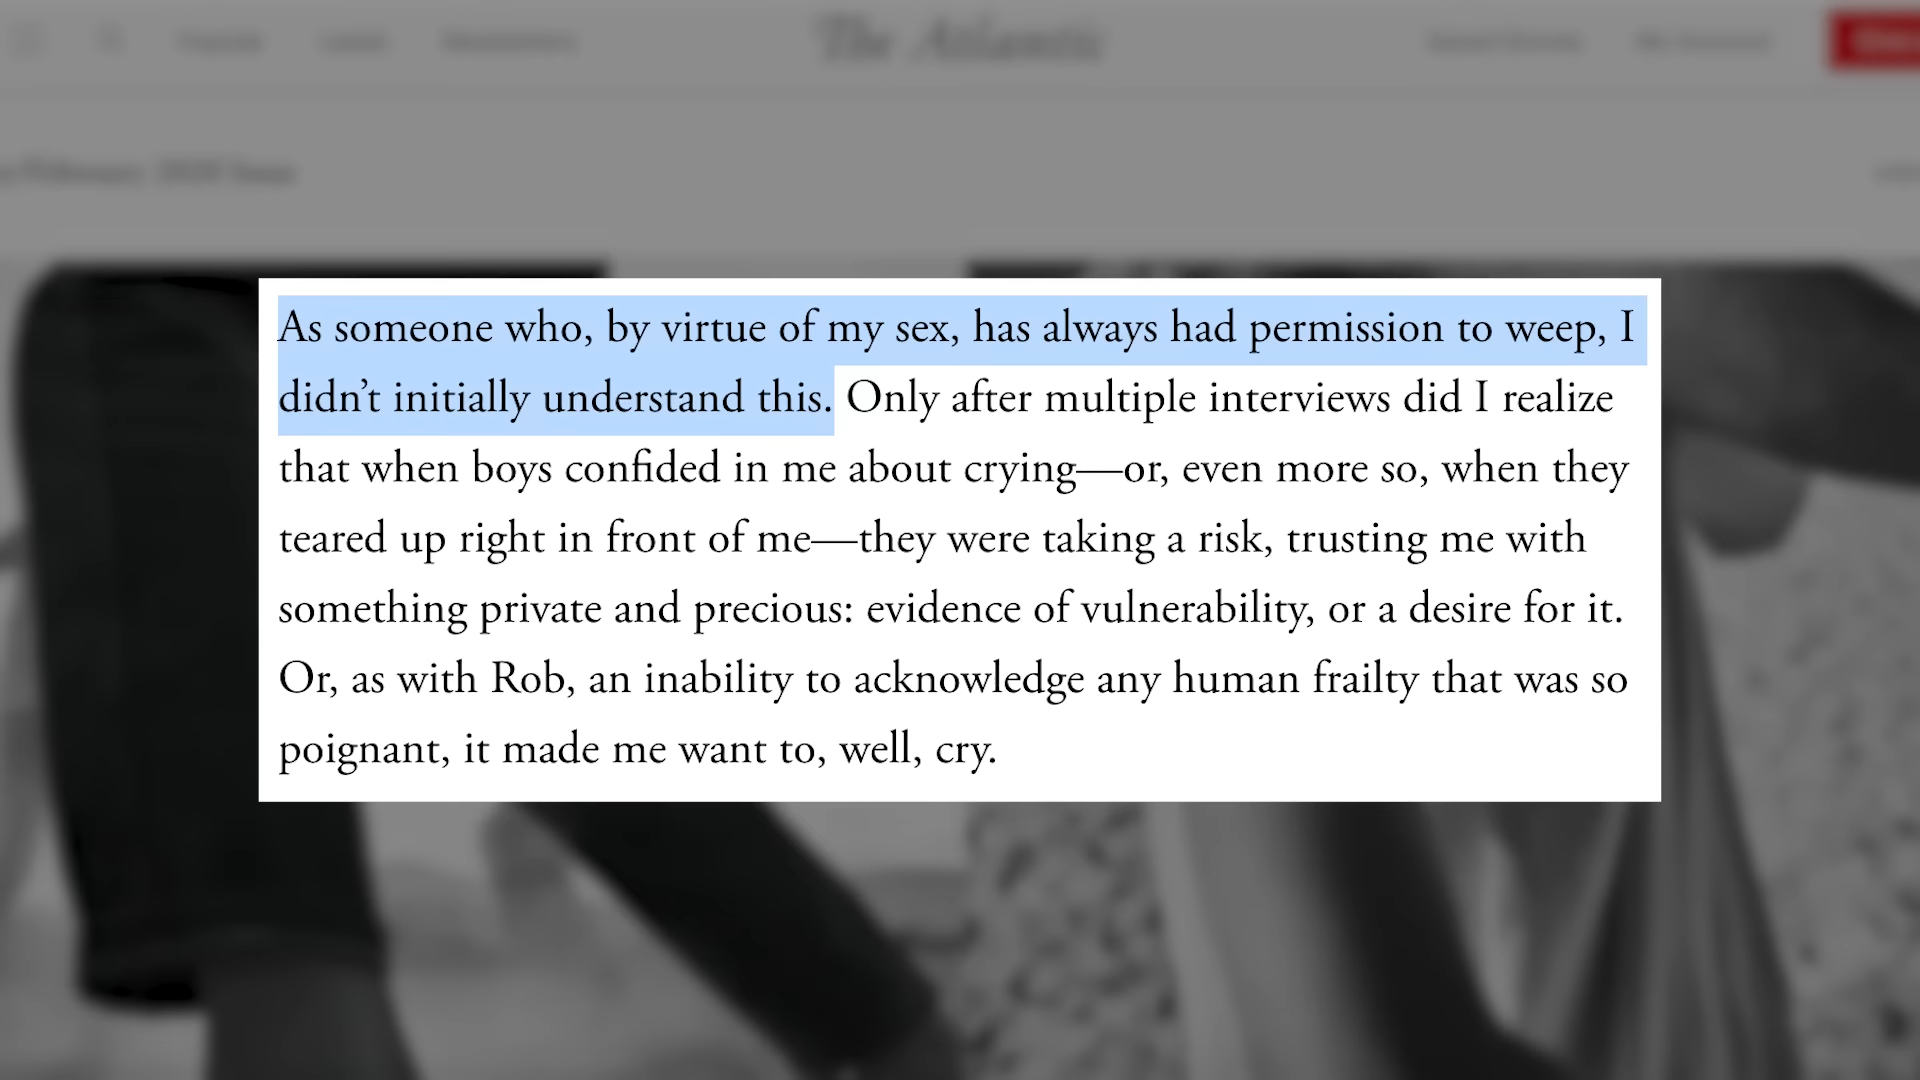 The Atlantic
As someone who, by virtue of my sex, has always had permission to weep, I
didn’t initially understand this. Only after multiple interviews did I realize
that when boys confided in me about crying—or, even more so, when they
teared up right in front of me—they were taking a risk, trusting me with
something private and precious: evidence of vulnerability, or a desire for it.
Or, as with Rob, an inability to acknowledge any human frailty that was so
poignant, it made me want to, well, cry.